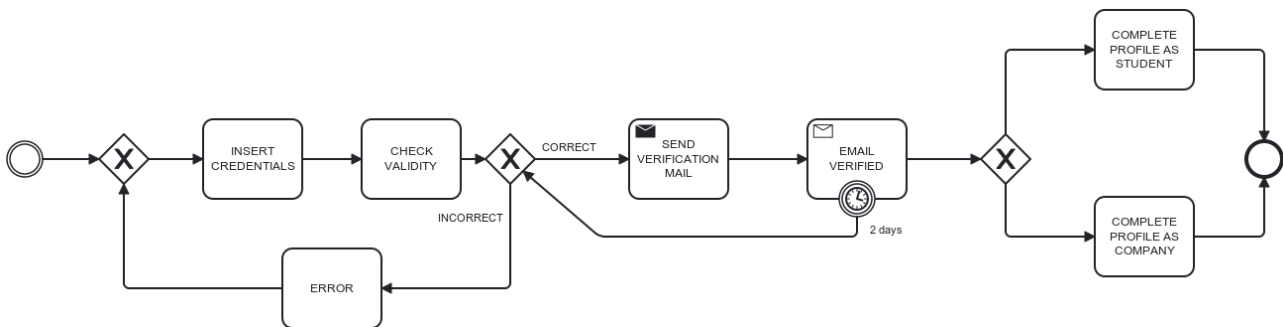 INSERT
CREDENTIALS
CHECK
VALIDITY
CORRECT
INCORRECT
ERROR
SEND
VERIFICATION
MAIL
EMAIL
VERIFIED
2 days
COMPLETE
PROFILE AS
STUDENT
COMPLETE
PROFILE AS
COMPANY